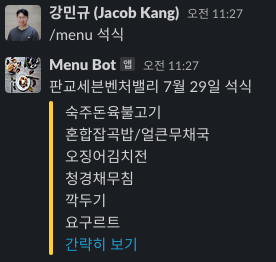 강민규 (Jacob Kang) 오전 11:27
/menu 석식
Menu Bot 앱 오전 11:27
판교세븐벤처밸리 7월 29일 석식
숙주돈육불고기
혼합잡곡밥/얼큰무채국
오징어김치전
청경채무침
깍두기
요구르트
간략히 보기